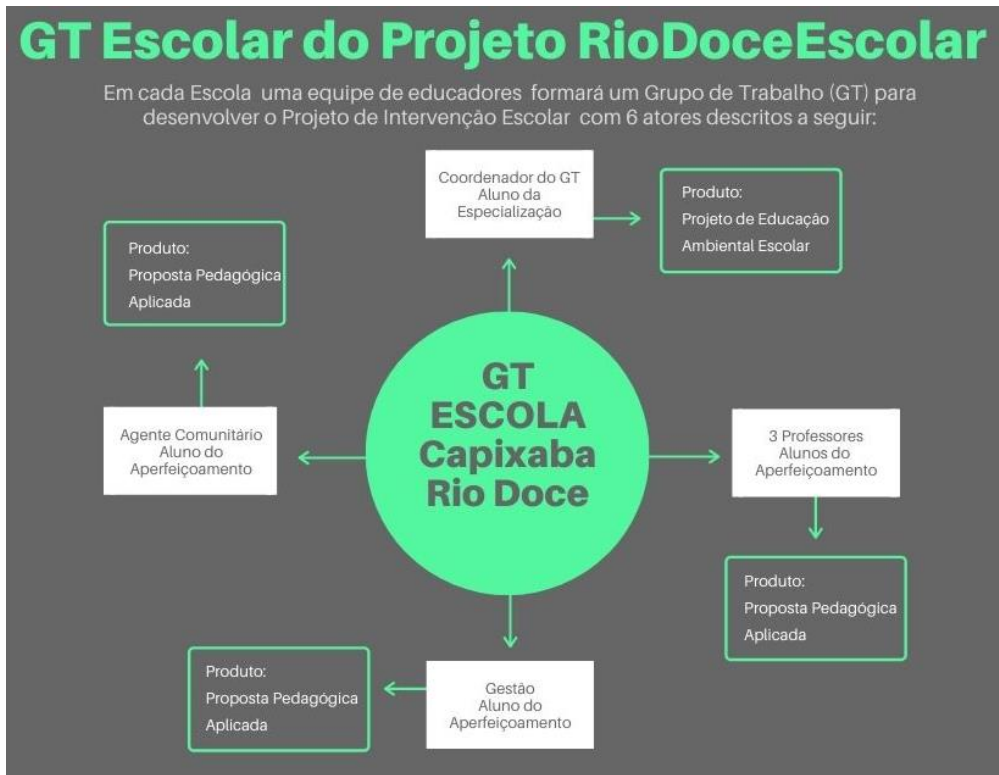 GT Escolar do Projeto RioDoceEscolar
Em cada Escola uma equipe de educadores formará um Grupo de Trabalho (GT) para
desenvolver o Projeto de Intervenção Escolar com 6 atores descritos a seguir:
Coordenador do GT
Aluno da
Especialização
Produto:
Projeto de Educação
Ambiental Escolar
Produto:
Proposta Pedagógica
Aplicada
Agente Comunitário
Aluno do
Aperfeiçoamento
GT
ESCOLA
Capixaba
Rio Doce
3 Professores
Alunos do
Aperfeiçoamento
Produto:
Proposta Pedagógica
Aplicada
Produto:
Proposta Pedagógica
Aplicada
Gestão
Aluno do
Aperfeiçoamento